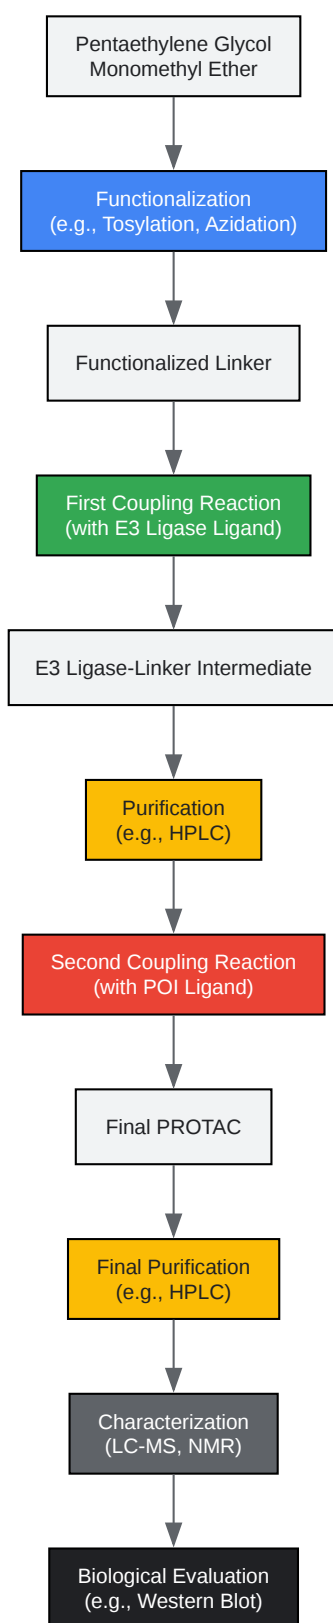 Pentaethylene Glycol
Monomethyl Ether
Functionalization
(e.g., Tosylation, Azidation)
Functionalized Linker
First Coupling Reaction
(with E3 Ligase Ligand)
E3 Ligase-Linker Intermediate
Purification
(e.g., HPLC)
Second Coupling Reaction
(with POI Ligand)
Final PROTAC
Final Purification
(e.g., HPLC)
Characterization
(LC-MS, NMR)
Biological Evaluation
(e.g., Western Blot)